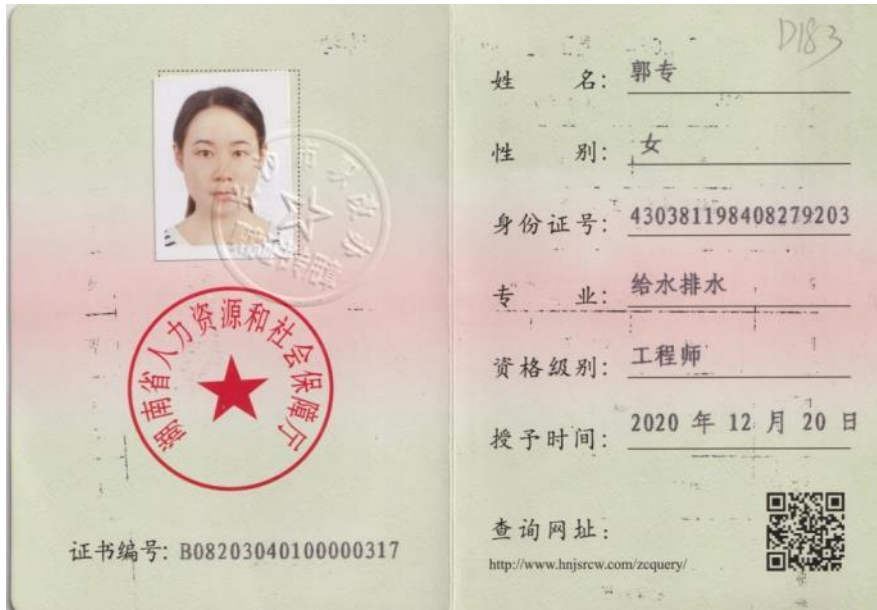 湖南省人力资源和社会保障厅
证书编号: B08203040100000317
D183
姓 名: 郭专
性 别: 女
身份证号: 430381198408279203
专 业: 给水排水
资格级别: 工程师
授予时间: 2020 年 12 月 20 日
查询网址:
http://www.hnjsrcw.com/zcquery/